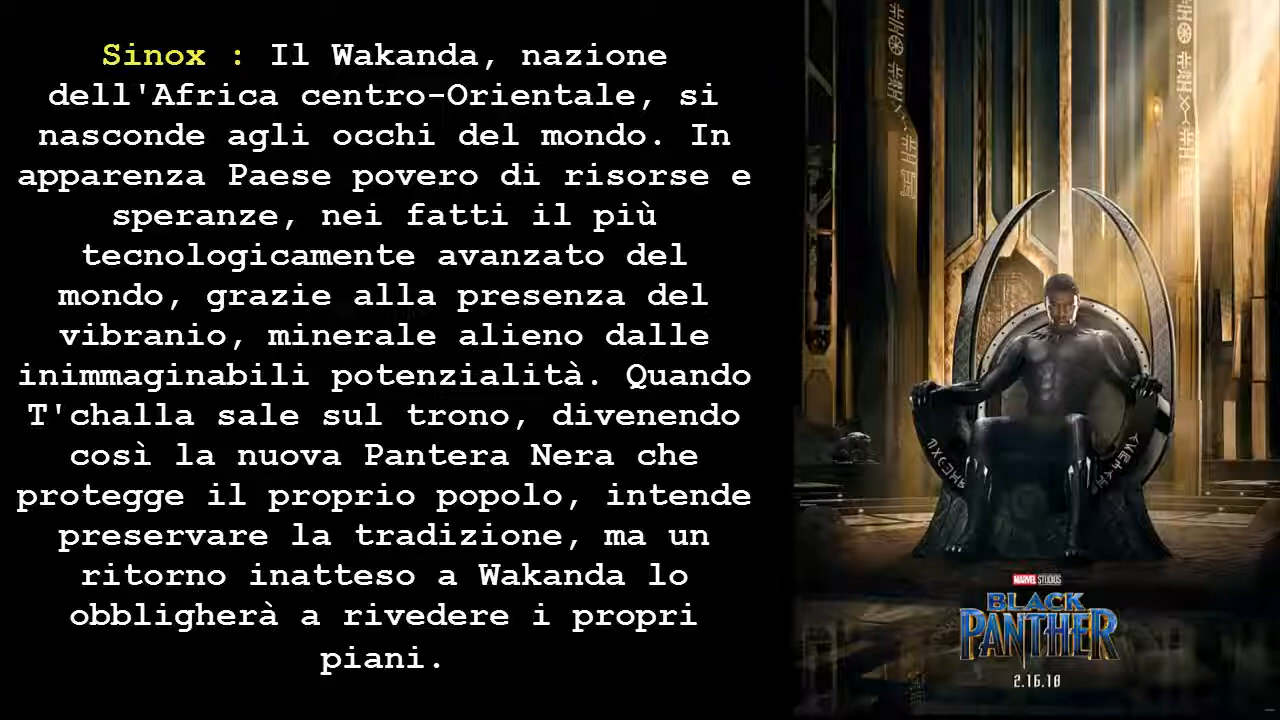 Sinox : Il Wakanda, nazione
dell'Africa centro-Orientale, si
nasconde agli occhi del mondo. In
apparenza Paese povero di risorse e
speranze, nei fatti il più
tecnologicamente avanzato del
mondo, grazie alla presenza del
vibranio, minerale alieno dalle
inimmaginabili potenzialità. Quando
T'challa sale sul trono, divenendo
così la nuova Pantera Nera che
protegge il proprio popolo, intende
preservare la tradizione, ma un
ritorno inatteso a Wakanda lo
obbligherà a rivedere i propri
piani.
MARVEL STUDIOS
BLACK
PANTHER
2.16.18